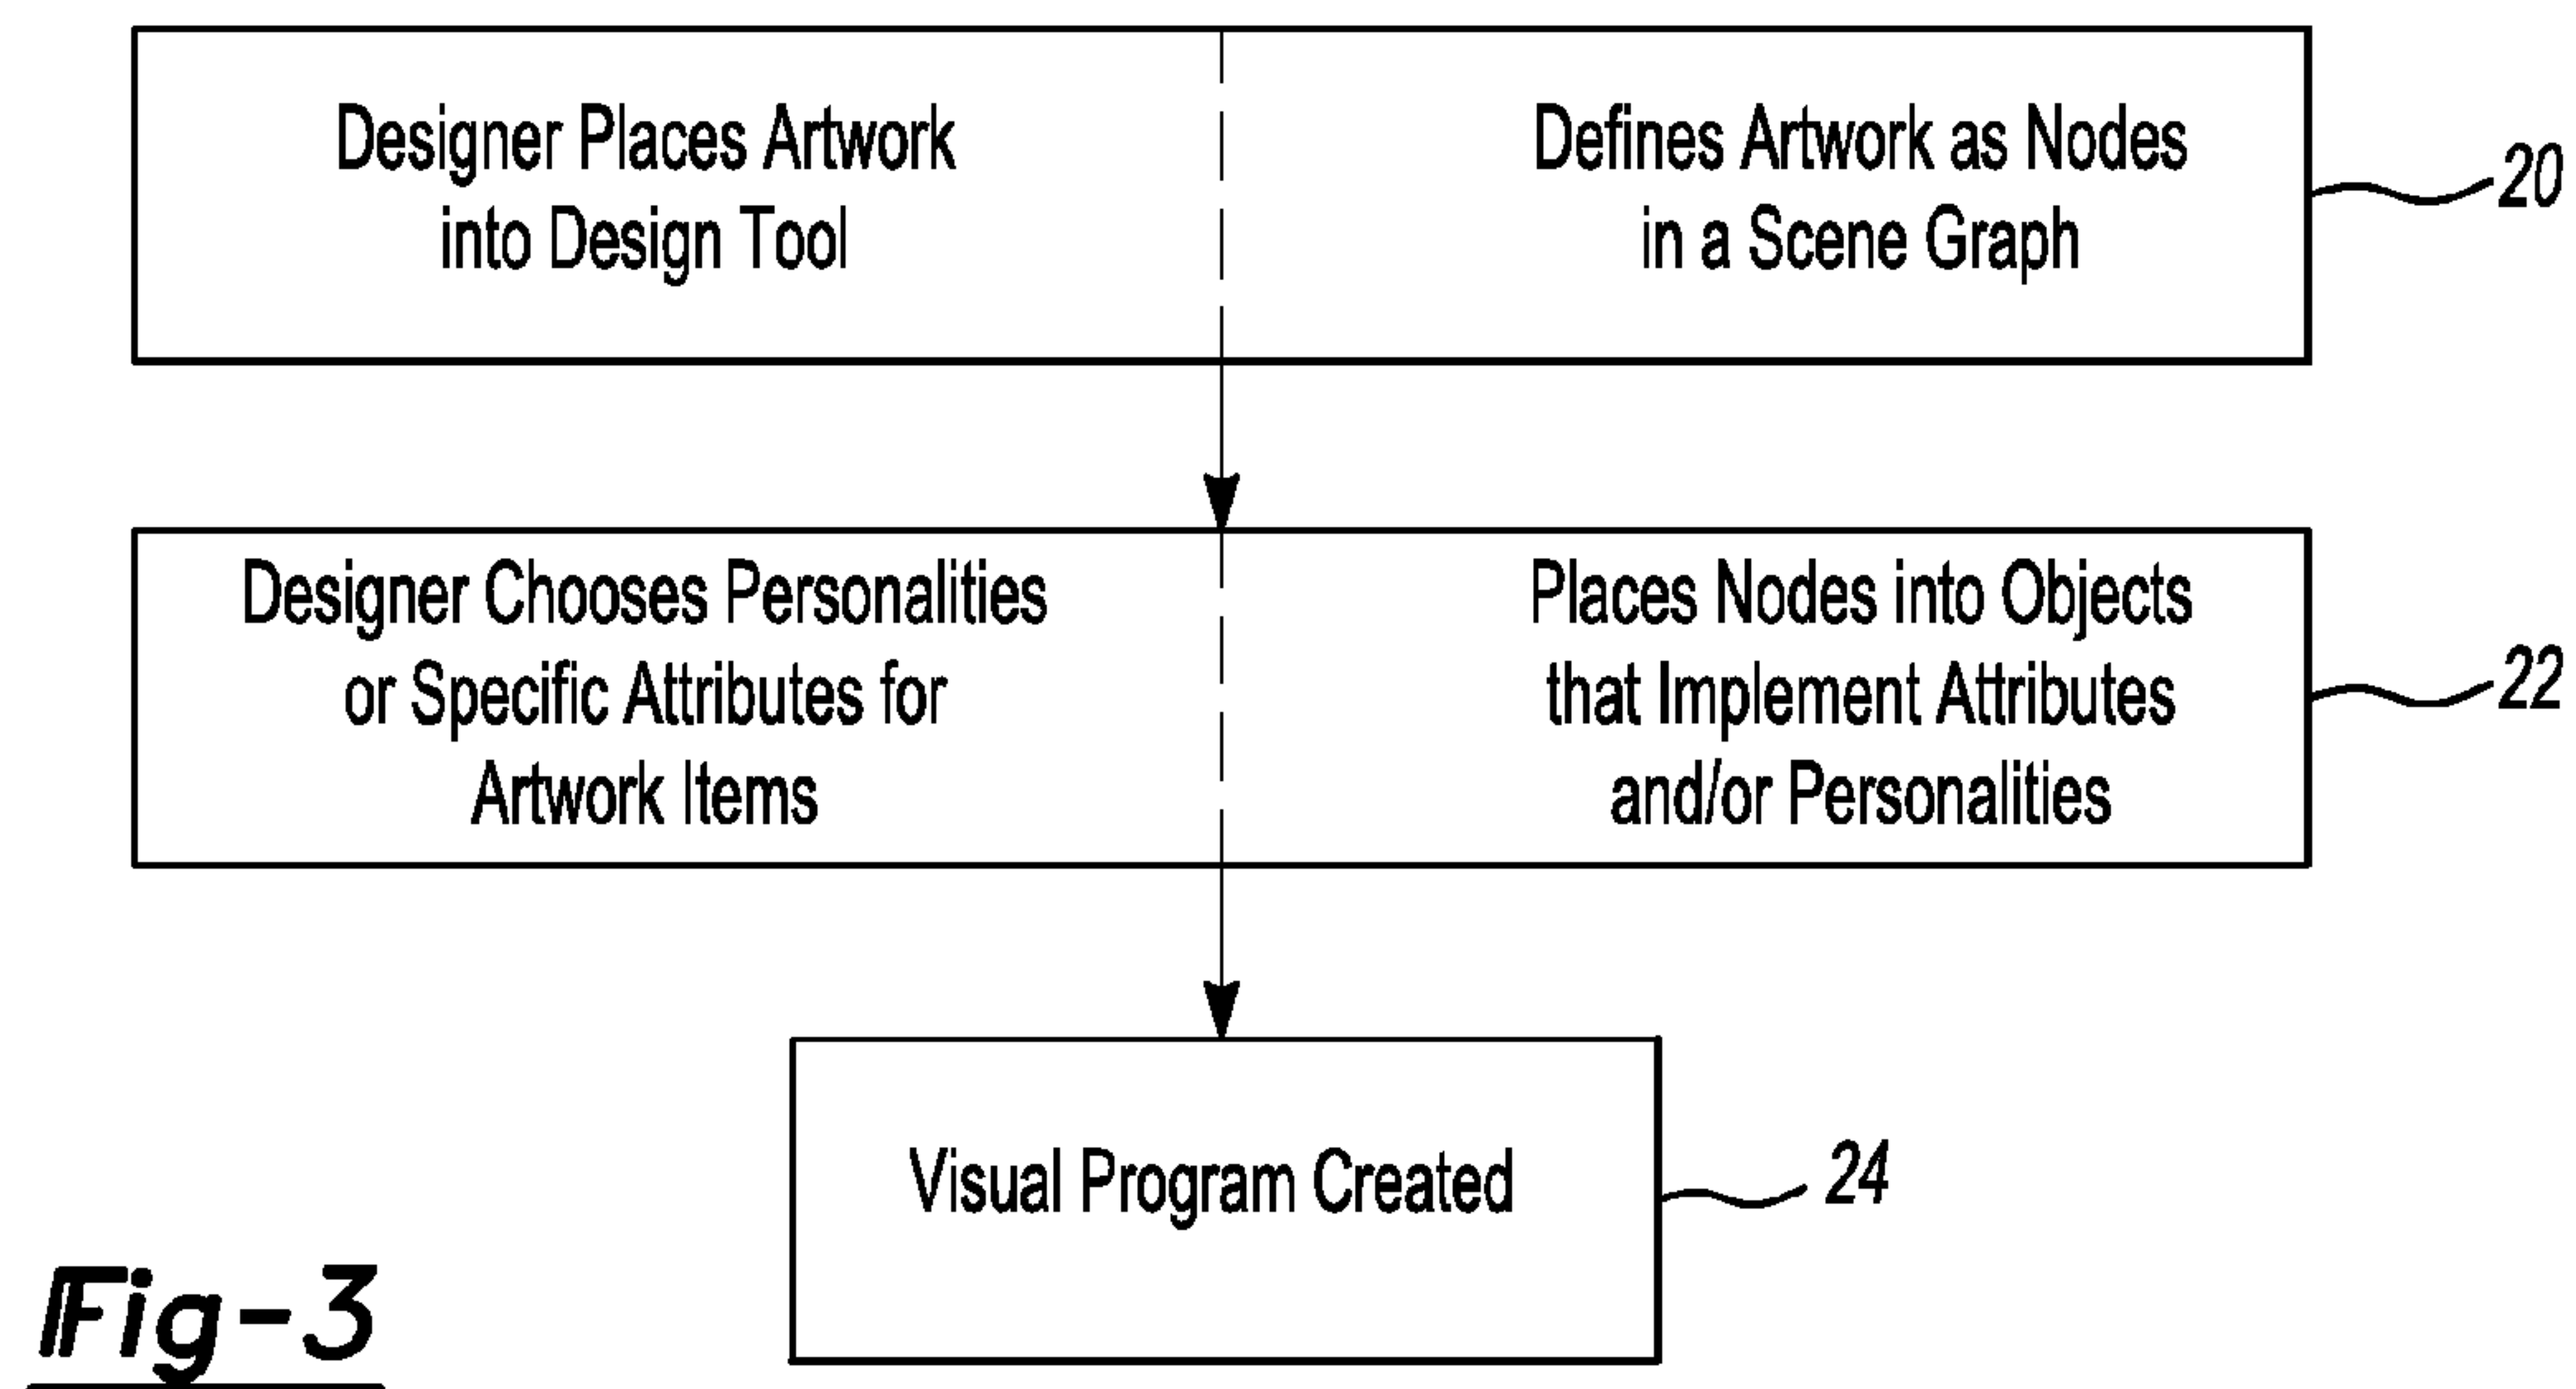 Designer Places Artwork
into Design Tool
Defines Artwork as Nodes
in a Scene Graph
20
Designer Chooses Personalities
or Specific Attributes for
Artwork Items
Places Nodes into Objects
that Implement Attributes
and/or Personalities
22
Visual Program Created
24
Fig-3